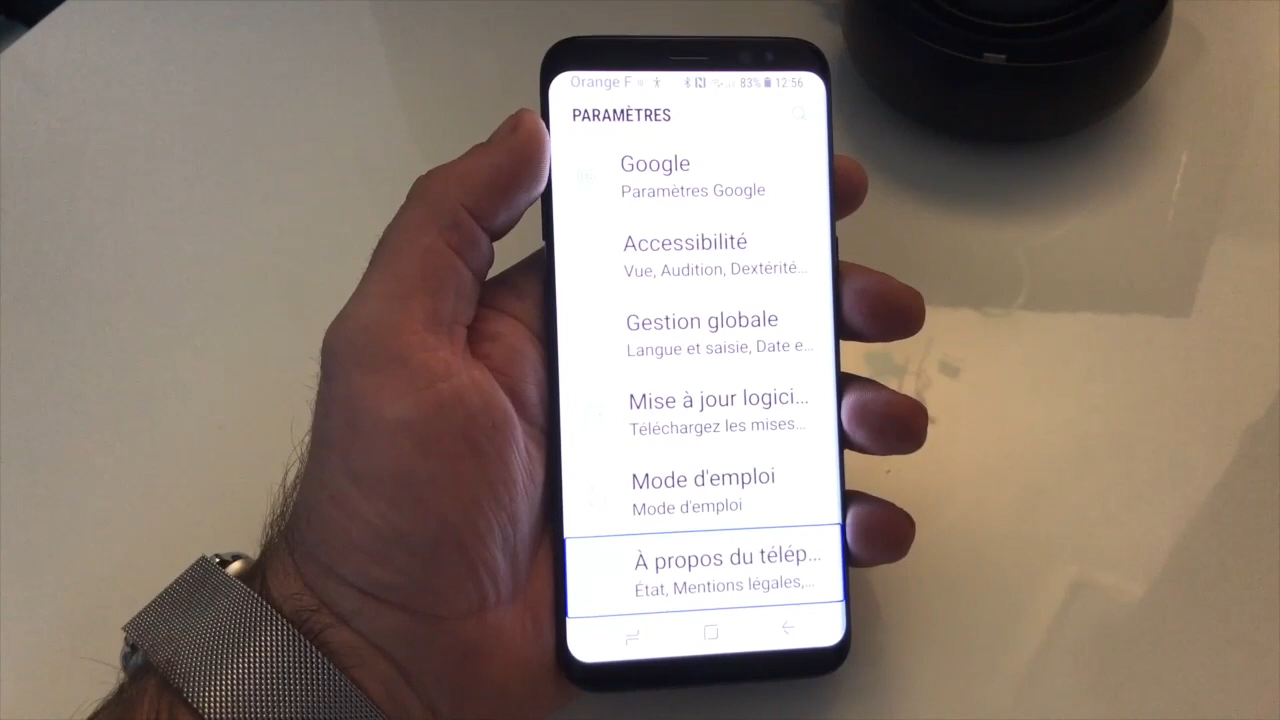 Orange F 83% 12:56
PARAMÈTRES
Google
Paramètres Google
Accessibilité
Vue, Audition, Dextérité...
Gestion globale
Langue et saisie, Date e...
Mise à jour logici...
Téléchargez les mises...
Mode d'emploi
Mode d'emploi
À propos du télép...
État, Mentions légales,...